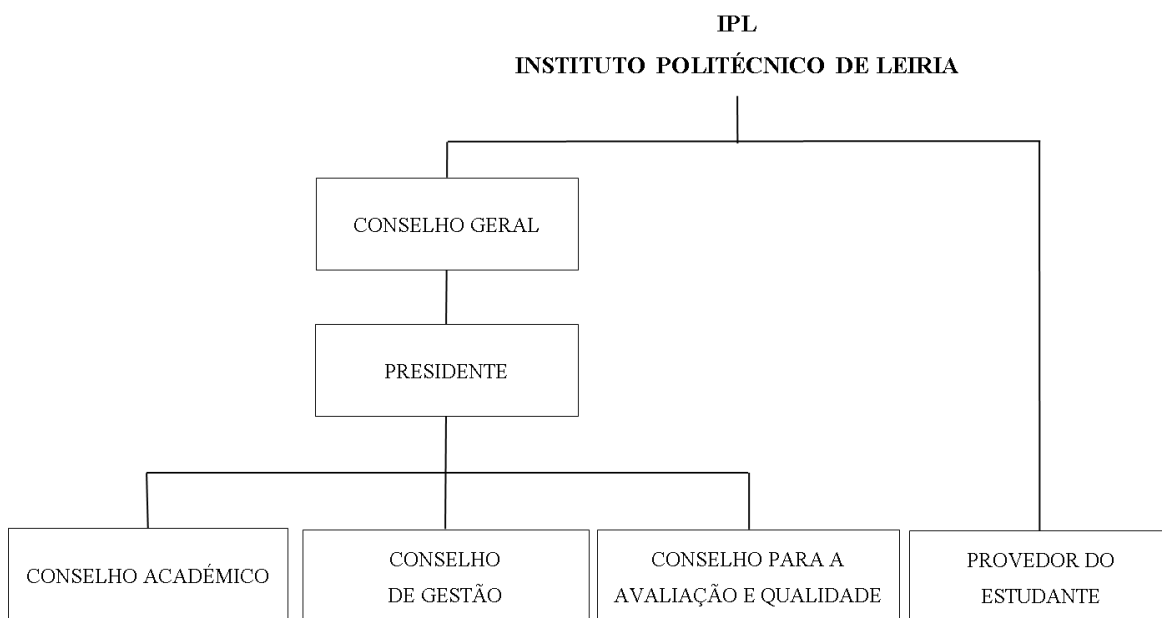 IPL
INSTITUTO POLITÉCNICO DE LEIRIA
CONSELHO GERAL
PRESIDENTE
CONSELHO ACADÉMICO
CONSELHO
DE GESTÃO
CONSELHO PARA A
AVALIAÇÃO E QUALIDADE
PROVEDOR DO
ESTUDANTE